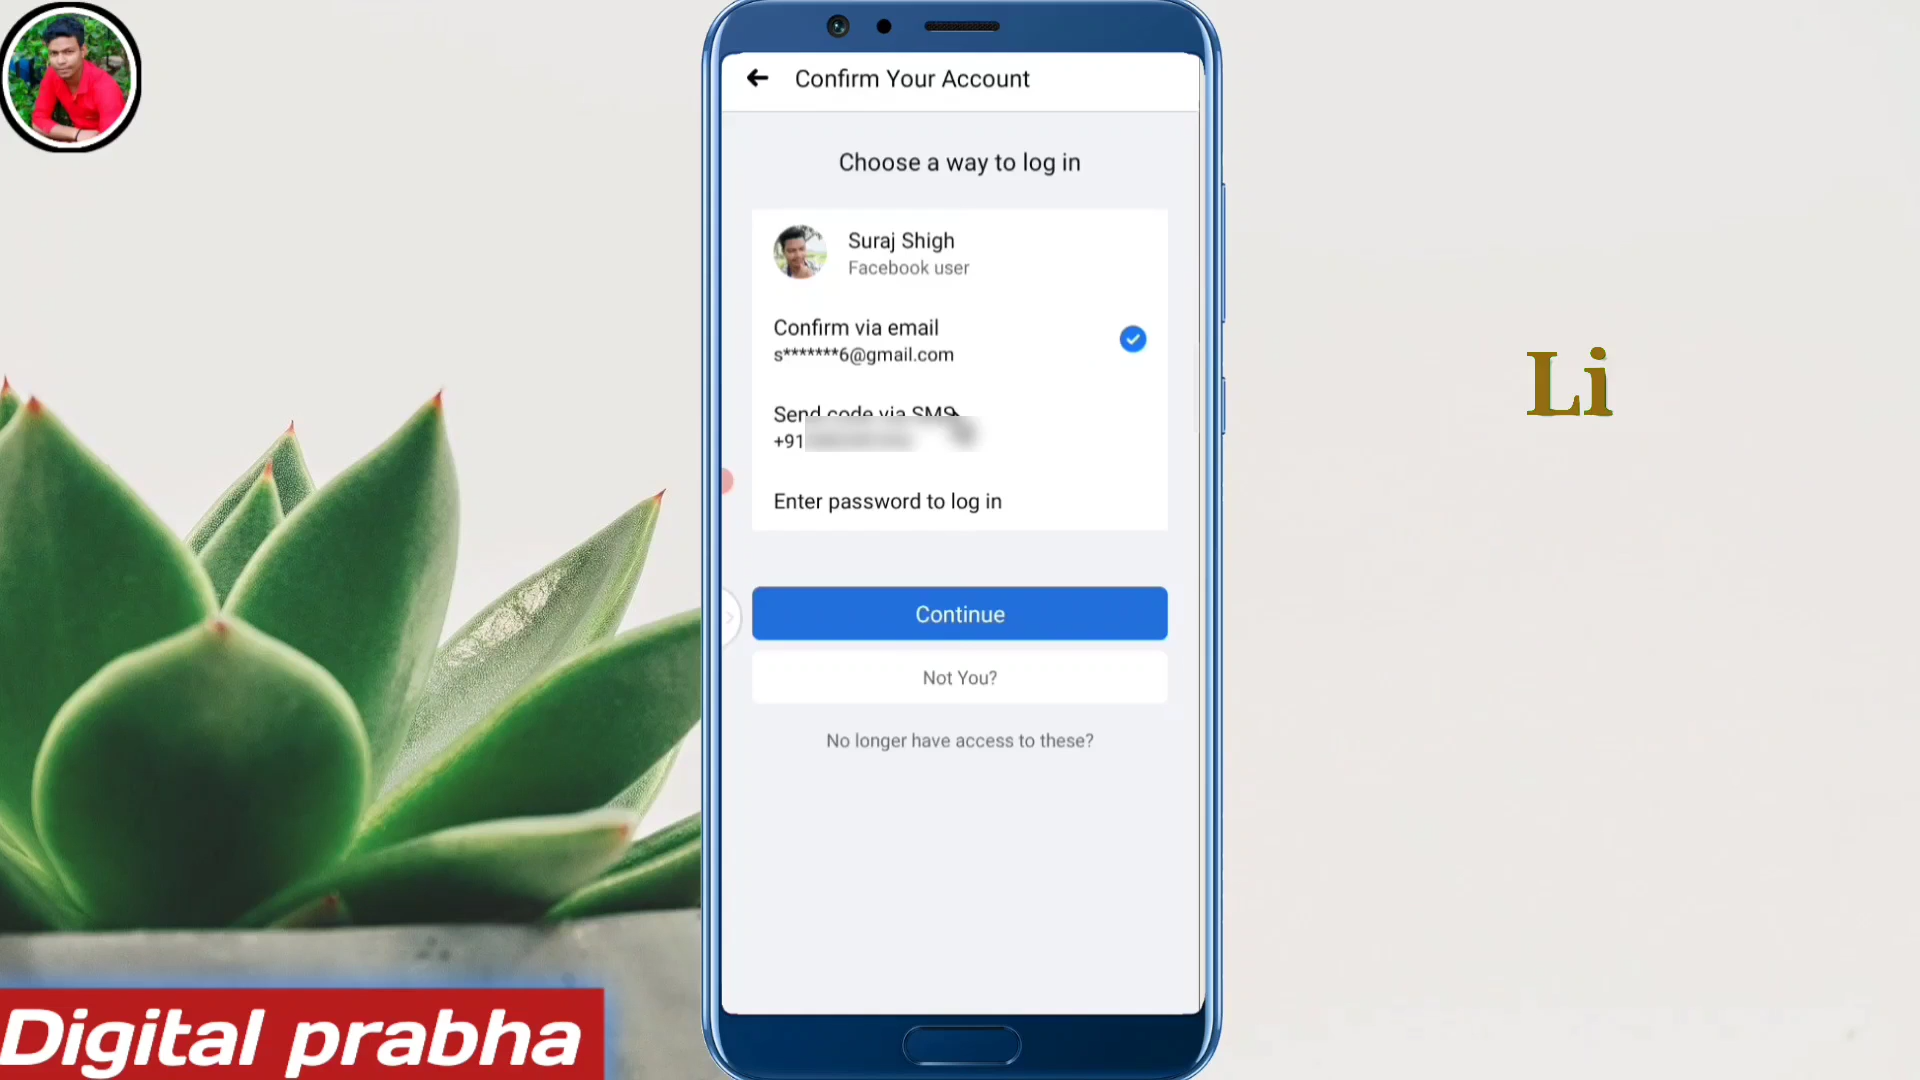 Confirm Your Account
Choose a way to log in
Suraj Shigh
Facebook user
Confirm via email
s*******6@gmail.com
Send code via SMS
+91
Enter password to log in
Continue
Not You?
No longer have access to these?
Li
Digital prabha